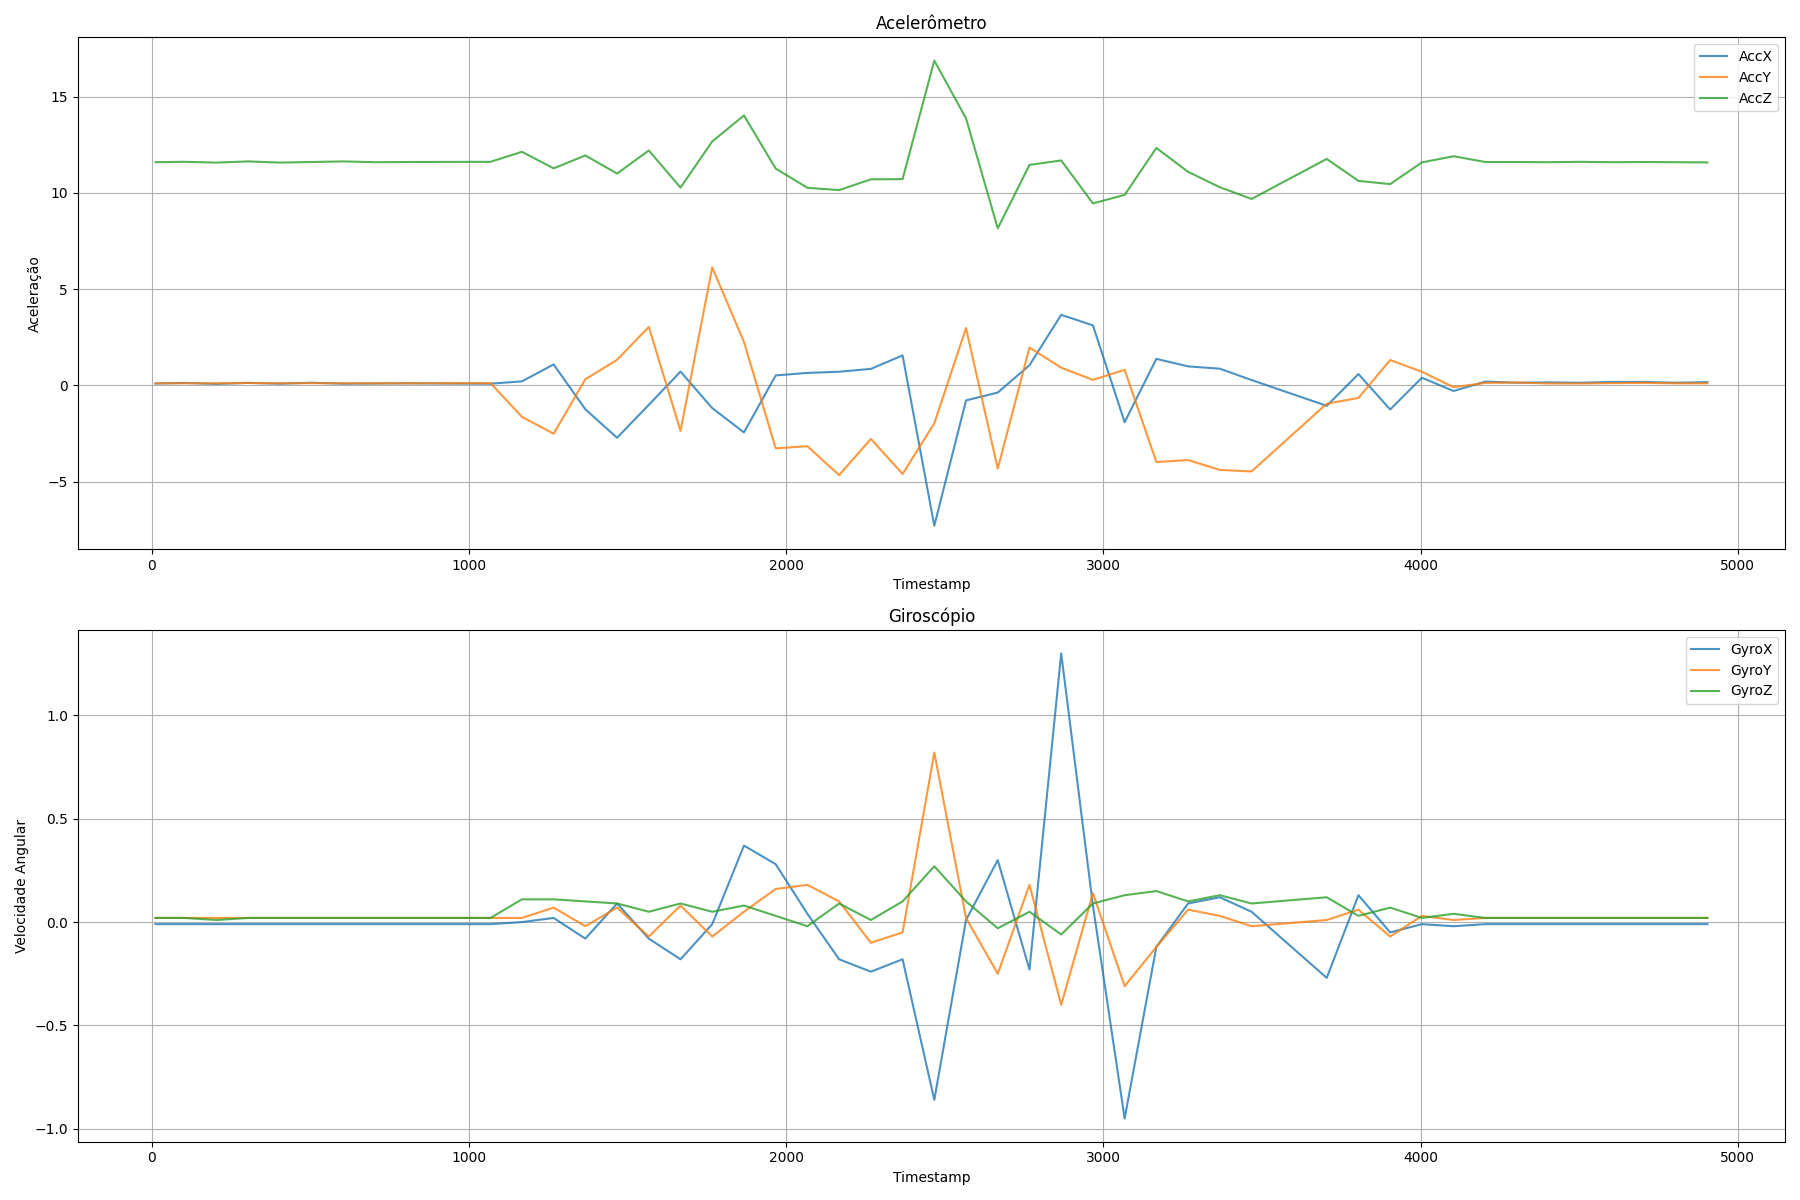 Acelerômetro
AccX
AccY
AccZ
15
10
5
0
−5
Aceleração
0 1000 2000 3000 4000 5000
Timestamp
Giroscópio
GyroX
GyroY
GyroZ
1.0
0.5
0.0
−0.5
−1.0
Velocidade Angular
0 1000 2000 3000 4000 5000
Timestamp